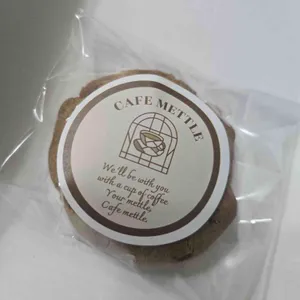 CAFE METTLE
We'll be with you
with a cup of coffee.
Your mettle,
Cafe mettle.